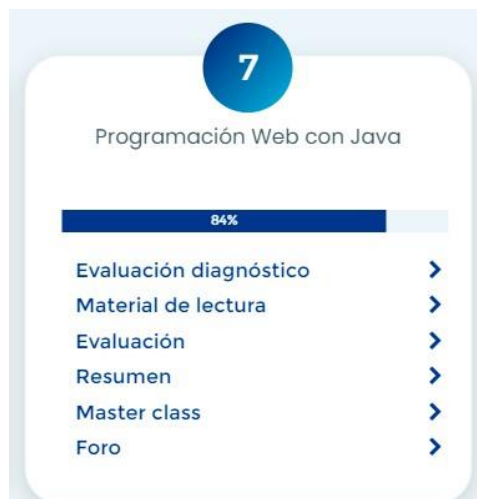 7
Programación Web con Java
84%
Evaluación diagnóstico
Material de lectura
Evaluación
Resumen
Master class
Foro